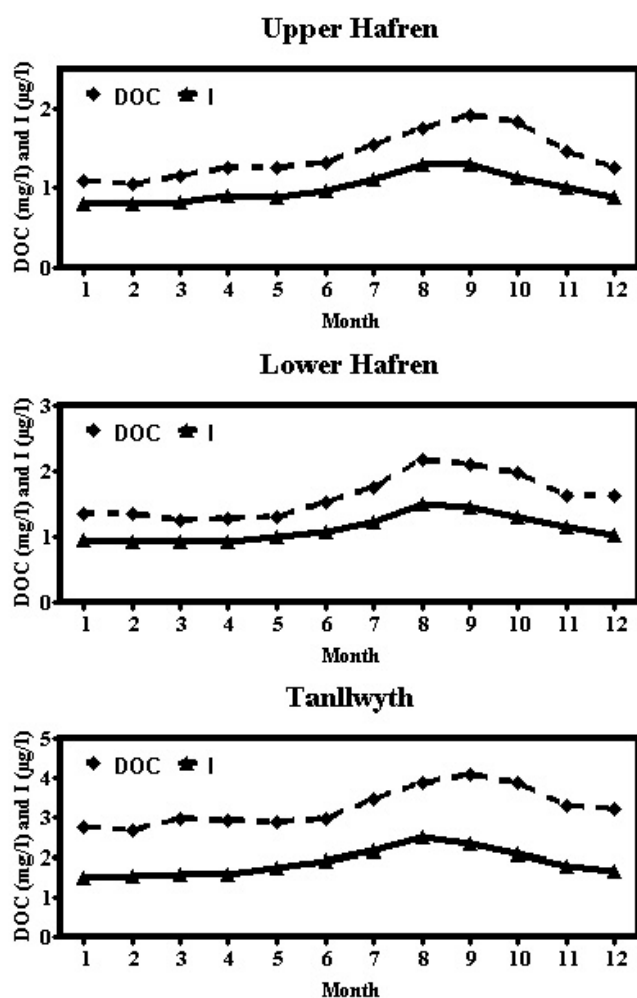 Upper Hafren
DOC (mg/l) and I (µg/l)
DOC I
2
1
0
1 2 3 4 5 6 7 8 9 10 11 12
Month
Lower Hafren
DOC (mg/l) and I (µg/l)
DOC I
3
2
1
0
1 2 3 4 5 6 7 8 9 10 11 12
Month
Tanllwyth
DOC (mg/l) and I (µg/l)
DOC I
5
4
3
2
1
0
1 2 3 4 5 6 7 8 9 10 11 12
Month